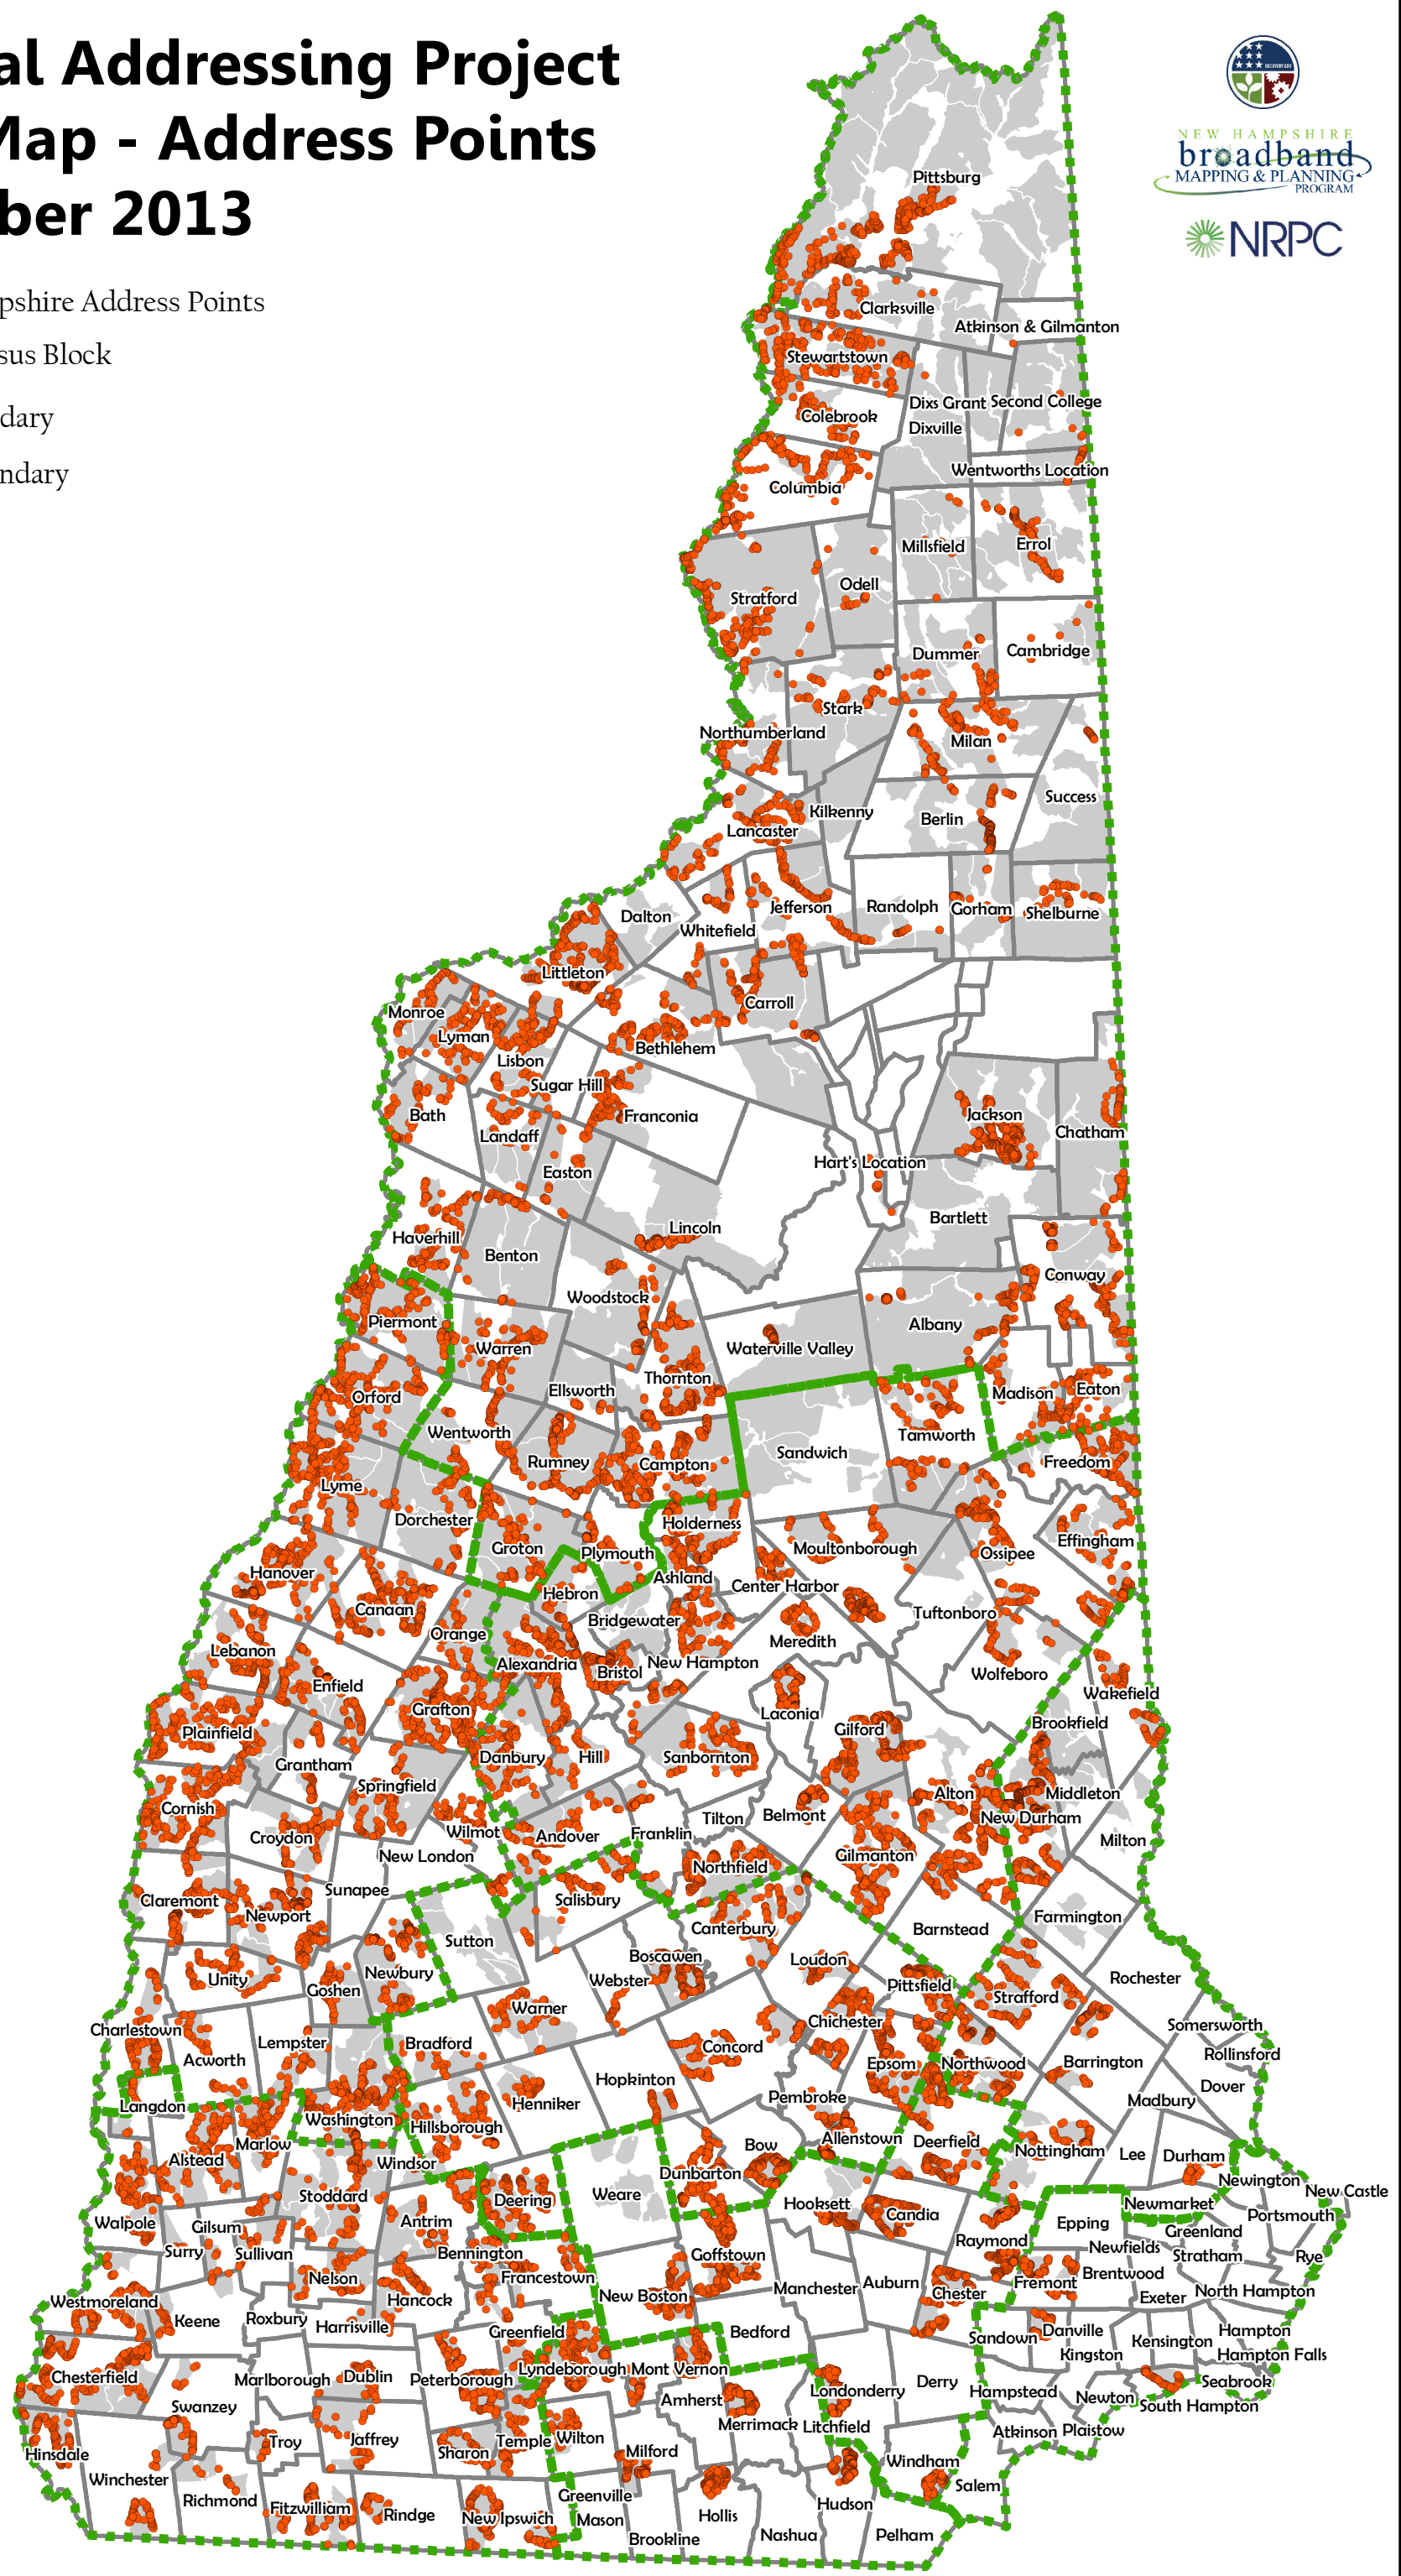 al Addressing Project
Map - Address Points
ber 2013
pshire Address Points
sus Block
dary
ndary
RECOVERY.GOV
NEW HAMPSHIRE
broadband
MAPPING & PLANNING
PROGRAM
NRPC
Pittsburg
Clarksville
Atkinson & Gilmanton
Stewartstown
Dixs Grant
Second College
Colebrook
Dixville
Wentworths Location
Columbia
Millsfield
Errol
Odell
Stratford
Dummer
Cambridge
Stark
Northumberland
Milan
Success
Kilkenny
Berlin
Lancaster
Jefferson
Randolph
Gorham
Shelburne
Dalton
Whitefield
Littleton
Carroll
Monroe
Lyman
Bethlehem
Lisbon
Sugar Hill
Bath
Franconia
Jackson
Landaff
Chatham
Easton
Hart's Location
Bartlett
Lincoln
Haverhill
Benton
Conway
Woodstock
Piermont
Albany
Warren
Waterville Valley
Thornton
Ellsworth
Madison
Eaton
Orford
Wentworth
Tamworth
Sandwich
Rumney
Campton
Freedom
Lyme
Dorchester
Holderness
Groton
Plymouth
Moultonborough
Ossipee
Effingham
Hanover
Ashland
Center Harbor
Hebron
Canaan
Bridgewater
Tuftonboro
Orange
Meredith
Lebanon
Alexandria
Bristol
New Hampton
Wolfeboro
Enfield
Wakefield
Grafton
Laconia
Brookfield
Plainfield
Gilford
Danbury
Hill
Sanbornton
Grantham
Springfield
Alton
Middleton
Cornish
Belmont
New Durham
Tilton
Croydon
Wilmot
Andover
Franklin
Milton
New London
Gilmanton
Northfield
Sunapee
Claremont
Salisbury
Newport
Canterbury
Barnstead
Farmington
Sutton
Boscawen
Loudon
Newbury
Webster
Unity
Goshen
Pittsfield
Rochester
Strafford
Warner
Chichester
Charlestown
Somersworth
Lempster
Bradford
Concord
Acworth
Epsom
Northwood
Barrington
Rollinsford
Hopkinton
Dover
Pembroke
Madbury
Langdon
Henniker
Washington
Hillsborough
Allenstown
Deerfield
Marlow
Bow
Nottingham
Lee
Durham
Alstead
Windsor
Dunbarton
Newington
New Castle
Stoddard
Weare
Deering
Hooksett
Newmarket
Candia
Portsmouth
Walpole
Gilsum
Antrim
Epping
Greenland
Raymond
Newfields
Surry
Sullivan
Bennington
Goffstown
Stratham
Rye
Nelson
Francestown
Brentwood
Fremont
Auburn
Manchester
Chester
North Hampton
Exeter
New Boston
Hancock
Westmoreland
Keene
Roxbury
Harrisville
Greenfield
Bedford
Danville
Hampton
Sandown
Kensington
Kingston
Hampton Falls
Lyndeborough
Mont Vernon
Chesterfield
Marlborough
Dublin
Peterborough
Derry
Seabrook
Londonderry
Hampstead
Newton
South Hampton
Amherst
Swanzey
Merrimack
Litchfield
Atkinson
Plaistow
Troy
Jaffrey
Temple
Wilton
Sharon
Milford
Hinsdale
Windham
Winchester
Salem
Greenville
Richmond
Fitzwilliam
Rindge
New Ipswich
Mason
Hollis
Hudson
Brookline
Nashua
Pelham